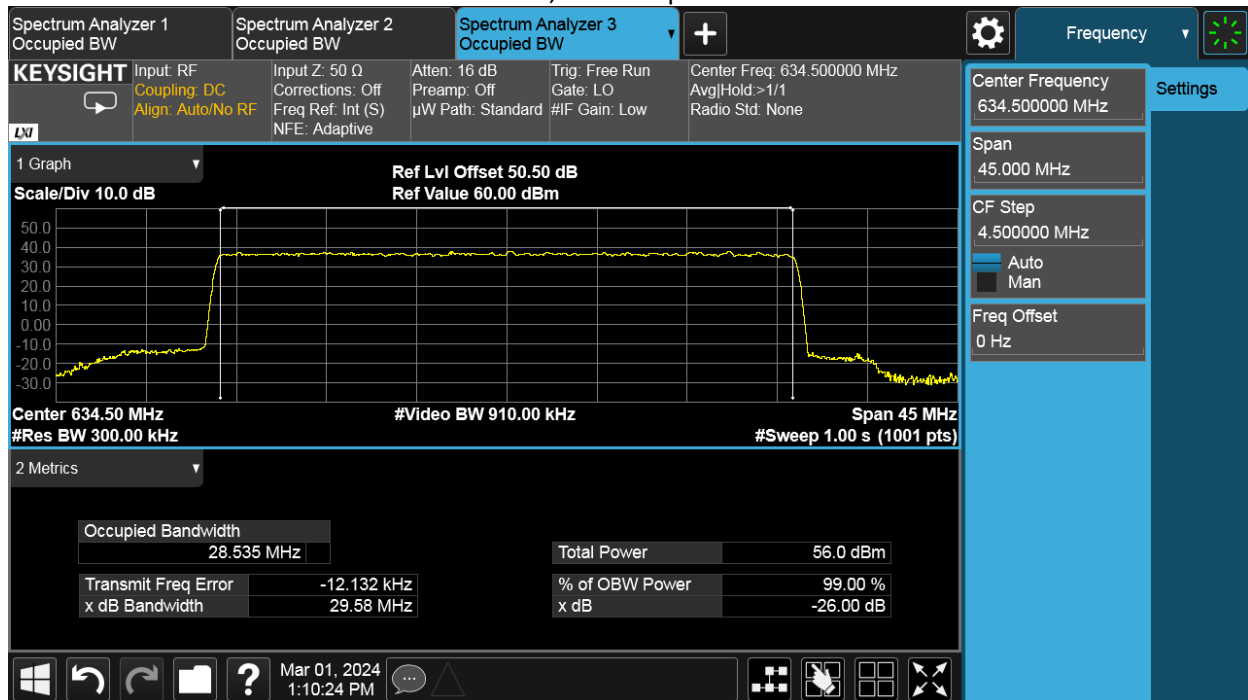 Spectrum Analyzer 1
Occupied BW
Spectrum Analyzer 2
Occupied BW
Spectrum Analyzer 3
Occupied BW
Frequency
KEYSIGHT
LXI
Input: RF
Coupling: DC
Align: Auto/No RF
Input Z: 50 Ω
Corrections: Off
Freq Ref: Int (S)
NFE: Adaptive
Atten: 16 dB
Preamp: Off
µW Path: Standard
Trig: Free Run
Gate: LO
#IF Gain: Low
Center Freq: 634.500000 MHz
Avg|Hold:>1/1
Radio Std: None
Center Frequency
634.500000 MHz
Settings
Span
45.000 MHz
CF Step
4.500000 MHz
Auto
Man
Freq Offset
0 Hz
1 Graph
Scale/Div 10.0 dB
Ref Lvl Offset 50.50 dB
Ref Value 60.00 dBm
50.0
40.0
30.0
20.0
10.0
0.00
-10.0
-20.0
-30.0
Center 634.50 MHz
#Video BW 910.00 kHz
Span 45 MHz
#Res BW 300.00 kHz
#Sweep 1.00 s (1001 pts)
2 Metrics
Occupied Bandwidth
28.535 MHz
Total Power 56.0 dBm
Transmit Freq Error -12.132 kHz
% of OBW Power 99.00 %
x dB Bandwidth 29.58 MHz
x dB -26.00 dB
?
Mar 01, 2024
1:10:24 PM